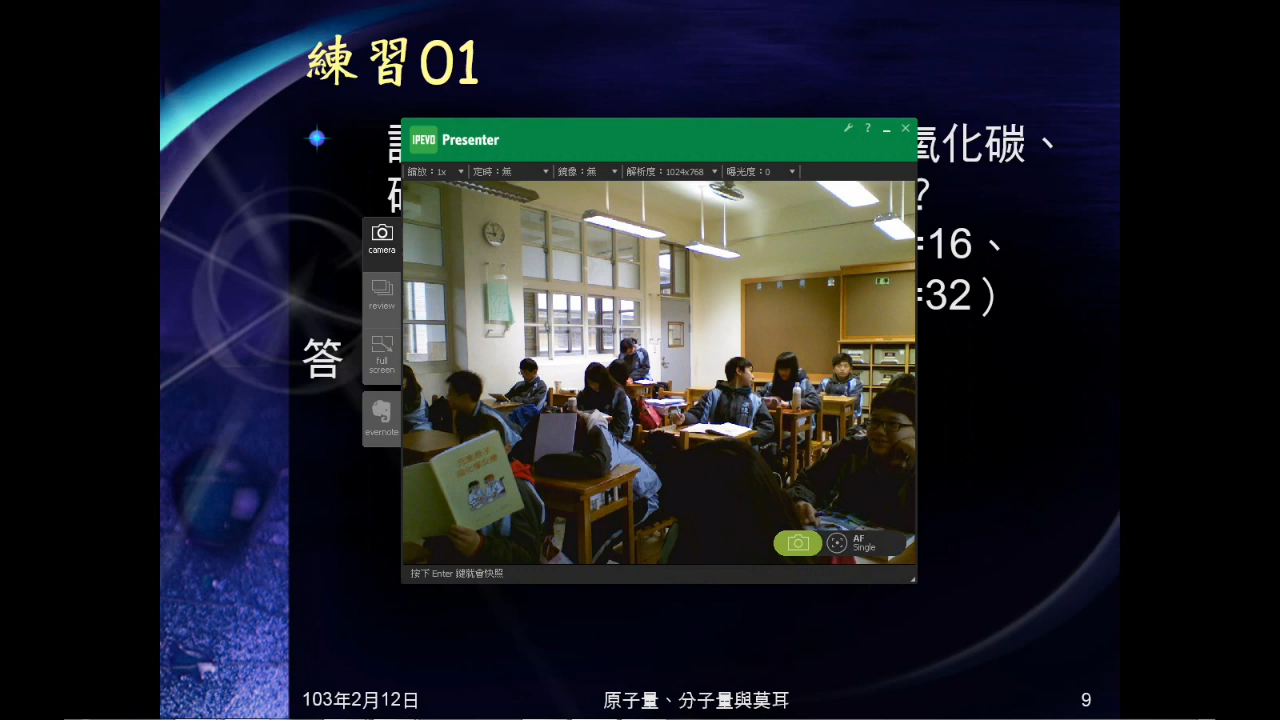 練習01
氧化碳、
？
=16、
=32）
答
IPEVO Presenter
縮放：1x 定時：無 鏡像：無 解析度：1024x768 曝光度：0
camera
review
full
screen
evernote
AF
Single
按下 Enter 鍵就會快照
103年2月12日 原子量、分子量與莫耳 9